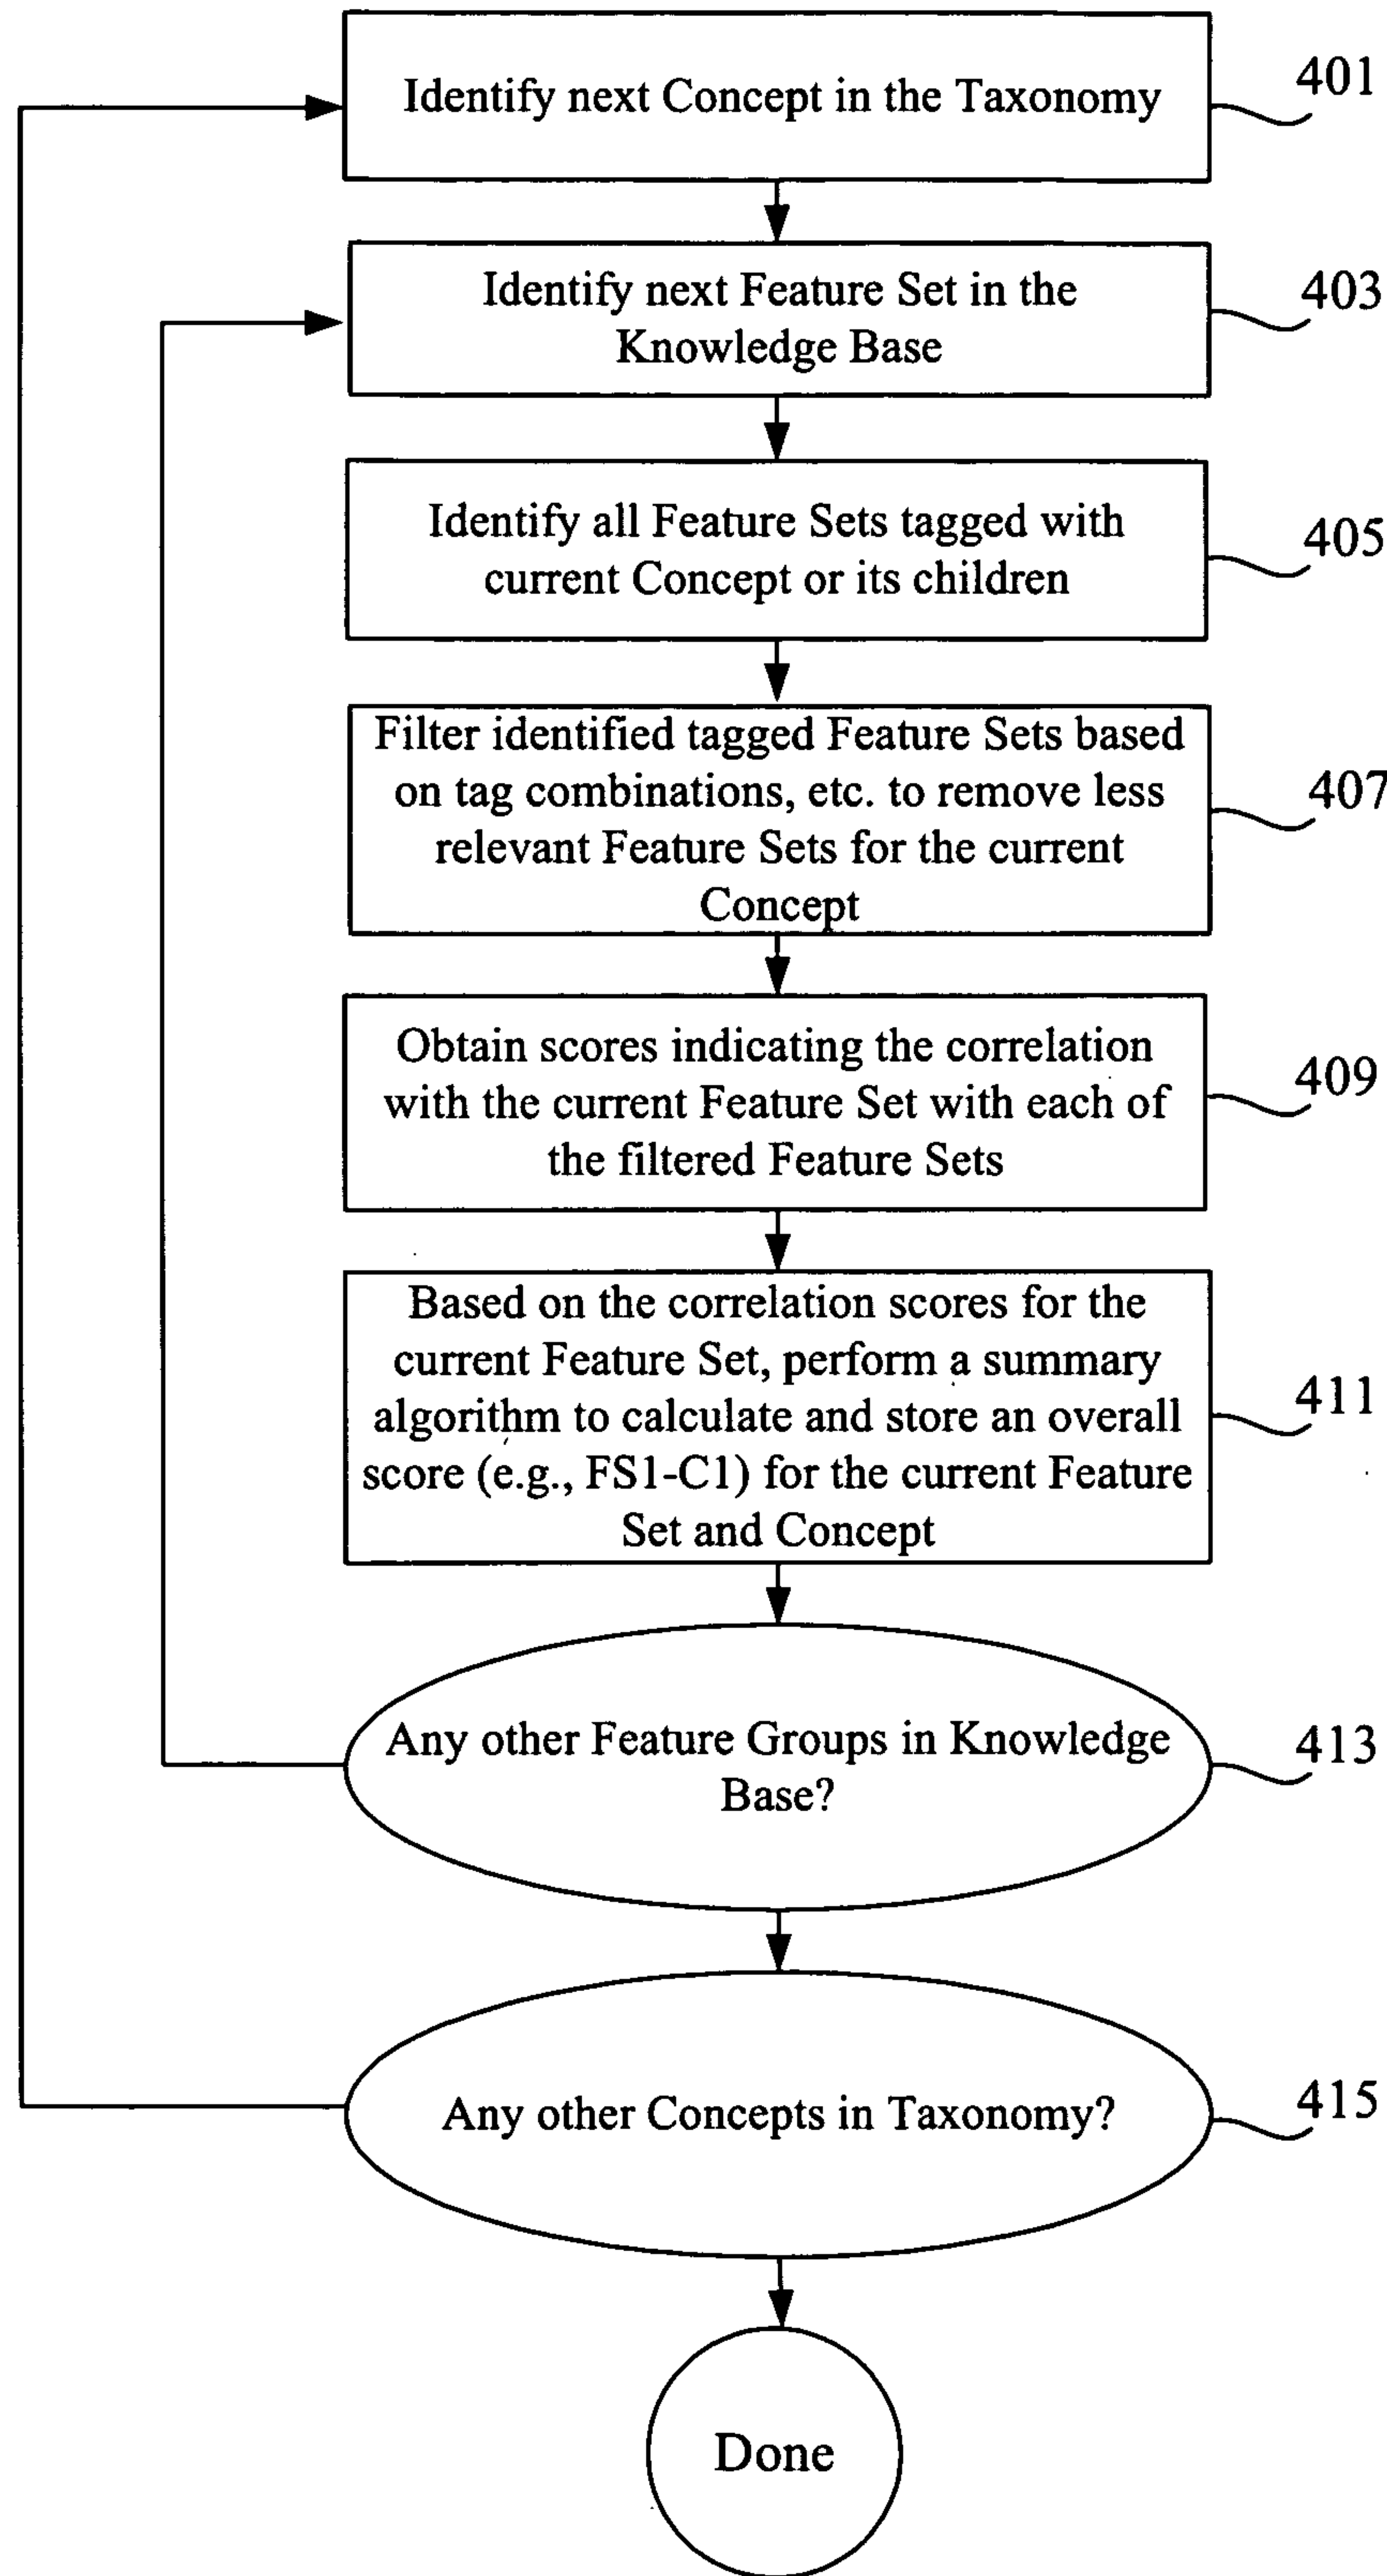 Identify next Concept in the Taxonomy
401
Identify next Feature Set in the
Knowledge Base
403
Identify all Feature Sets tagged with
current Concept or its children
405
Filter identified tagged Feature Sets based
on tag combinations, etc. to remove less
relevant Feature Sets for the current
Concept
407
Obtain scores indicating the correlation
with the current Feature Set with each of
the filtered Feature Sets
409
Based on the correlation scores for the
current Feature Set, perform a summary
algorithm to calculate and store an overall
score (e.g., FS1-C1) for the current Feature
Set and Concept
411
Any other Feature Groups in Knowledge
Base?
413
Any other Concepts in Taxonomy?
415
Done